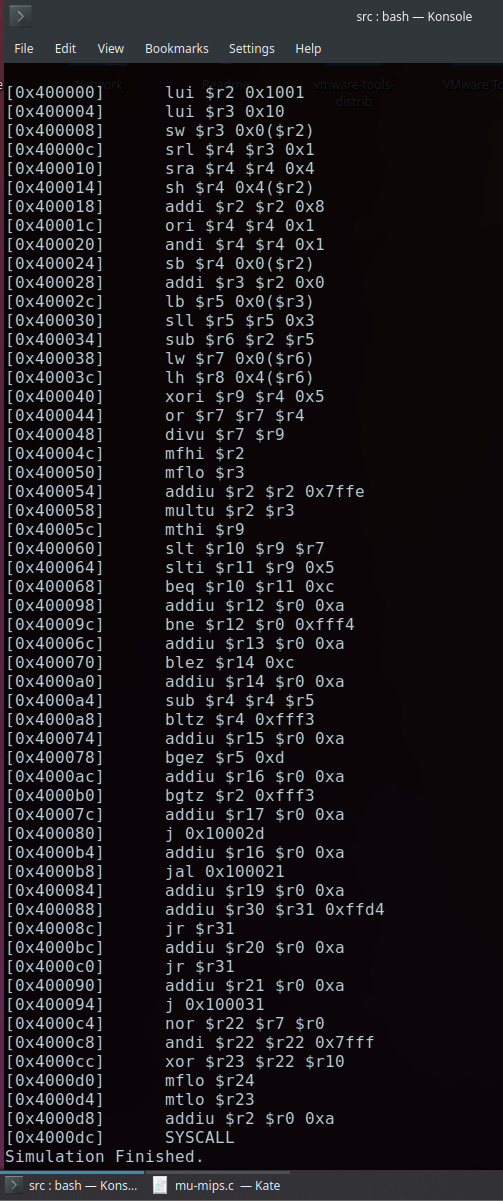 src : bash — Konsole
File Edit View Bookmarks Settings Help
Network Readme vmware-tools-distrib VMware To
[0x400000] lui $r2 0x1001
[0x400004] lui $r3 0x10
[0x400008] sw $r3 0x0($r2)
[0x40000c] srl $r4 $r3 0x1
[0x400010] sra $r4 $r4 0x4
[0x400014] sh $r4 0x4($r2)
[0x400018] addi $r2 $r2 0x8
[0x40001c] ori $r4 $r4 0x1
[0x400020] andi $r4 $r4 0x1
[0x400024] sb $r4 0x0($r2)
[0x400028] addi $r3 $r2 0x0
[0x40002c] lb $r5 0x0($r3)
[0x400030] sll $r5 $r5 0x3
[0x400034] sub $r6 $r2 $r5
[0x400038] lw $r7 0x0($r6)
[0x40003c] lh $r8 0x4($r6)
[0x400040] xori $r9 $r4 0x5
[0x400044] or $r7 $r7 $r4
[0x400048] divu $r7 $r9
[0x40004c] mfhi $r2
[0x400050] mflo $r3
[0x400054] addiu $r2 $r2 0x7ffe
[0x400058] multu $r2 $r3
[0x40005c] mthi $r9
[0x400060] slt $r10 $r9 $r7
[0x400064] slti $r11 $r9 0x5
[0x400068] beq $r10 $r11 0xc
[0x400098] addiu $r12 $r0 0xa
[0x40009c] bne $r12 $r0 0xfff4
[0x40006c] addiu $r13 $r0 0xa
[0x400070] blez $r14 0xc
[0x4000a0] addiu $r14 $r0 0xa
[0x4000a4] sub $r4 $r4 $r5
[0x4000a8] bltz $r4 0xfff3
[0x400074] addiu $r15 $r0 0xa
[0x400078] bgez $r5 0xd
[0x4000ac] addiu $r16 $r0 0xa
[0x4000b0] bgtz $r2 0xfff3
[0x40007c] addiu $r17 $r0 0xa
[0x400080] j 0x10002d
[0x4000b4] addiu $r16 $r0 0xa
[0x4000b8] jal 0x100021
[0x400084] addiu $r19 $r0 0xa
[0x400088] addiu $r30 $r31 0xffd4
[0x40008c] jr $r31
[0x4000bc] addiu $r20 $r0 0xa
[0x4000c0] jr $r31
[0x400090] addiu $r21 $r0 0xa
[0x400094] j 0x100031
[0x4000c4] nor $r22 $r7 $r0
[0x4000c8] andi $r22 $r22 0x7fff
[0x4000cc] xor $r23 $r22 $r10
[0x4000d0] mflo $r24
[0x4000d4] mtlo $r23
[0x4000d8] addiu $r2 $r0 0xa
[0x4000dc] SYSCALL
Simulation Finished.
src : bash — Kons... mu-mips.c — Kate